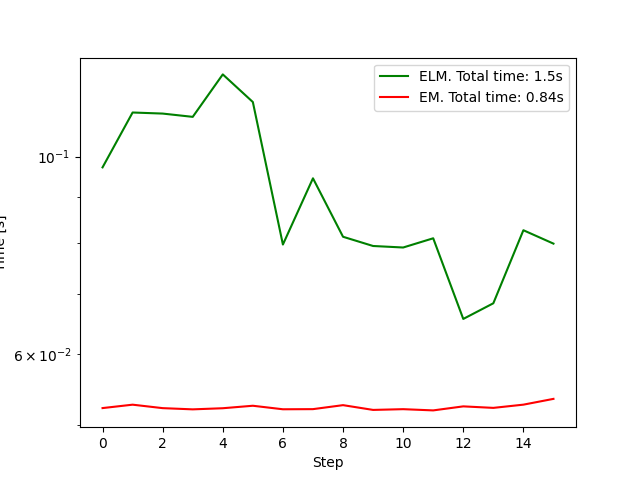 ELM. Total time: 1.5s
EM. Total time: 0.84s
10⁻¹
6 × 10⁻²
0 2 4 6 8 10 12 14
Step